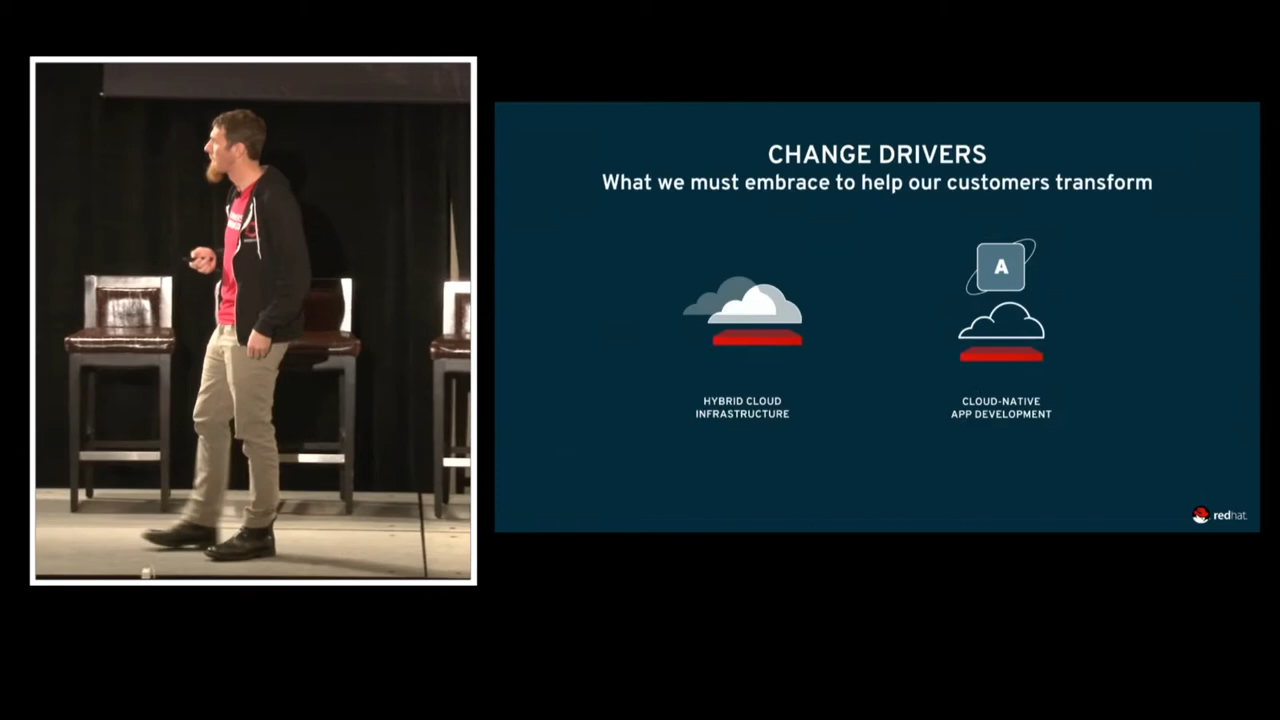 CHANGE DRIVERS
What we must embrace to help our customers transform
A
HYBRID CLOUD
INFRASTRUCTURE
CLOUD-NATIVE
APP DEVELOPMENT
redhat.